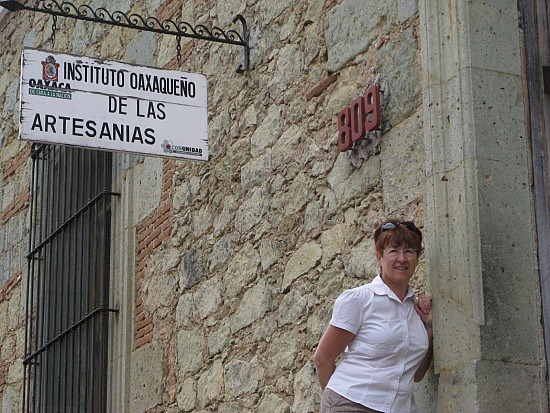 INSTITUTO OAXAQUEÑO
OAXACA
DE LAS
ARTESANIAS
COMUNIDAD
809